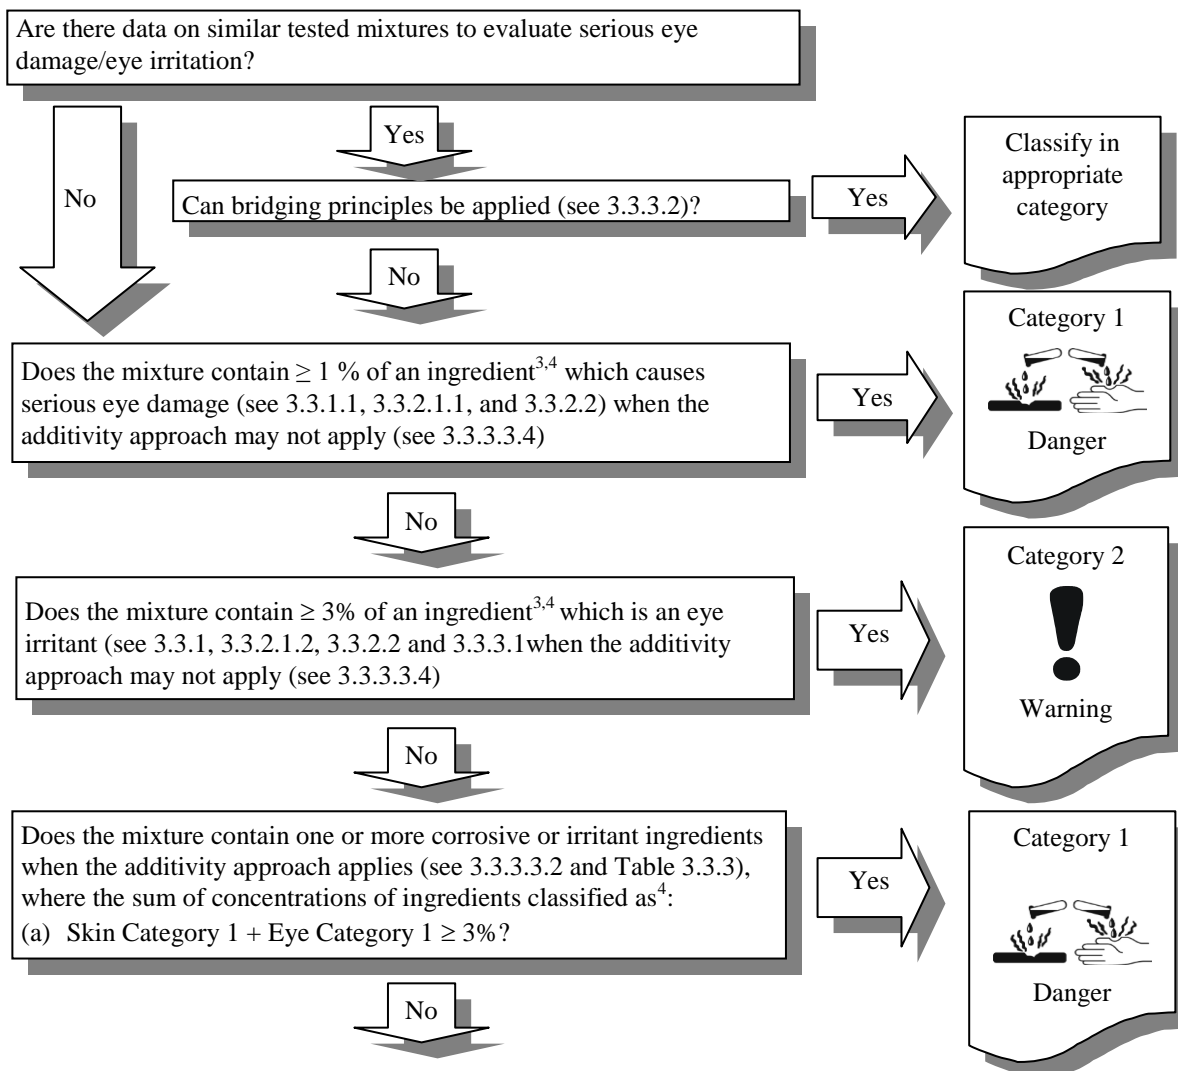 Are there data on similar tested mixtures to evaluate serious eye
damage/eye irritation?
No
Yes
Can bridging principles be applied (see 3.3.3.2)?
Yes
Classify in
appropriate
category
No
Does the mixture contain ≥ 1 % of an ingredient3,4 which causes
serious eye damage (see 3.3.1.1, 3.3.2.1.1, and 3.3.2.2) when the
additivity approach may not apply (see 3.3.3.3.4)
Yes
Category 1
Danger
No
Does the mixture contain ≥ 3% of an ingredient3,4 which is an eye
irritant (see 3.3.1, 3.3.2.1.2, 3.3.2.2 and 3.3.3.1when the additivity
approach may not apply (see 3.3.3.3.4)
Yes
Category 2
Warning
No
Does the mixture contain one or more corrosive or irritant ingredients
when the additivity approach applies (see 3.3.3.3.2 and Table 3.3.3),
where the sum of concentrations of ingredients classified as4:
(a) Skin Category 1 + Eye Category 1 ≥ 3%?
Yes
Category 1
Danger
No